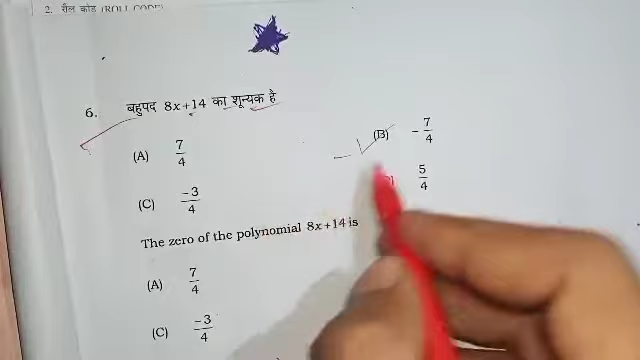 2. रौल कोड (ROLL CODE)
6. बहुपद 8x+14 का शून्यक है
(A) 7/4 (B) -7/4
(C) -3/4 5/4
The zero of the polynomial 8x+14 is
(A) 7/4
(C) -3/4